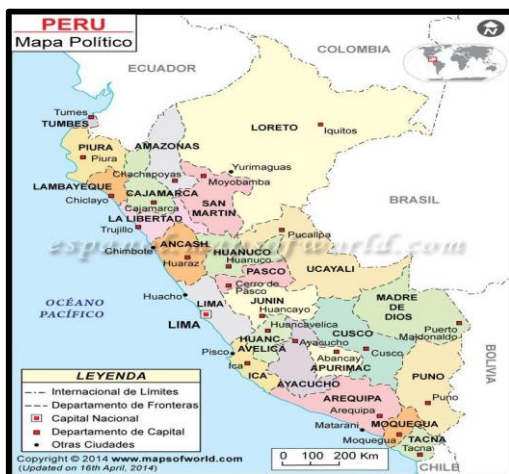 PERU
Mapa Político
N
ECUADOR
COLOMBIA
Tumes
TUMBES
LORETO
Iquitos
PIURA
Piura
AMAZONAS
Yurimaguas
Chachapoyas
Moyobamba
LAMBAYEQUE
CAJAMARCA
Chiclayo
Cajamarca
SAN
MARTIN
BRASIL
LA LIBERTAD
Trujillo
Pucallpa
ANCASH
Chimbote
HUANUCO
espanol.mapsofworld.com
Huaraz
Huanuco
PASCO
UCAYALI
OCÉANO
PACÍFICO
Cerro de
Pasco
Huacho
LIMA
JUNIN
MADRE
DE
DIOS
LIMA
Huancayo
CUSCO
Huancavelica
HUANC-
AVELICA
Ayacucho
Puerto
Maldonaldo
Pisco
Abancay
Cusco
APURIMAC
Ica
ICA
AYACUCHO
PUNO
BOLIVIA
AREQUIPA
Arequipa
Puno
MOQUEGUA
Matarani
Moquegua
TACNA
Tacna
CHILE
LEYENDA
Internacional de Límites
Departamento de Fronteras
Capital Nacional
Departamento de Capital
Otras Ciudades
0 100 200 Km
Copyright © 2014 www.mapsofworld.com
(Updated on 16th April, 2014)